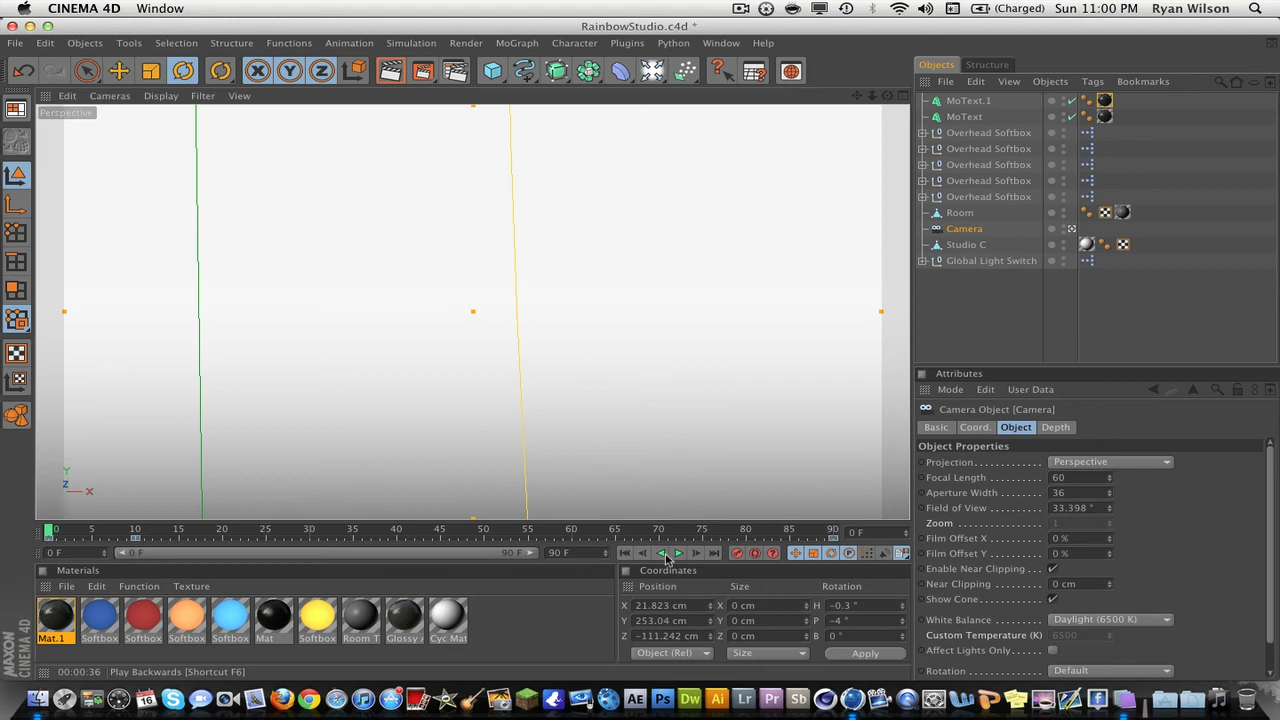 CINEMA 4D Window (Charged) Sun 11:00 PM Ryan Wilson
RainbowStudio.c4d *
File Edit Objects Tools Selection Structure Functions Animation Simulation Render MoGraph Character Plugins Python Window Help
Objects Structure
Edit Cameras Display Filter View
File Edit View Objects Tags Bookmarks
Perspective
MoText.1
MoText
Overhead Softbox
Overhead Softbox
Overhead Softbox
Overhead Softbox
Overhead Softbox
Room
Camera
Studio C
Global Light Switch
Y
Z X
Attributes
Mode Edit User Data
Camera Object [Camera]
Basic Coord. Object Depth
Object Properties
Projection Perspective
Focal Length 60
Aperture Width 36
Field of View 33.398 °
Zoom 1
Film Offset X 0 %
Film Offset Y 0 %
Enable Near Clipping
Near Clipping 0 cm
Show Cone
White Balance Daylight (6500 K)
Custom Temperature (K) 6500
Affect Lights Only
Rotation Default
0 5 10 15 20 25 30 35 40 45 50 55 60 65 70 75 80 85 90 0 F
0 F 0 F 90 F 90 F
Materials
File Edit Function Texture
Mat.1 Softbox Softbox Softbox Softbox Mat Softbox Room T Glossy Cyc Mat
Coordinates
Position Size Rotation
X 21.823 cm X 0 cm H -0.3 °
Y 253.04 cm Y 0 cm P -4 °
Z -111.242 cm Z 0 cm B 0 °
Object (Rel) Size Apply
MAXON
CINEMA 4D
00:00:36 Play Backwards [Shortcut F6]
16 AE Ps Dw Ai Lr Pr Sb